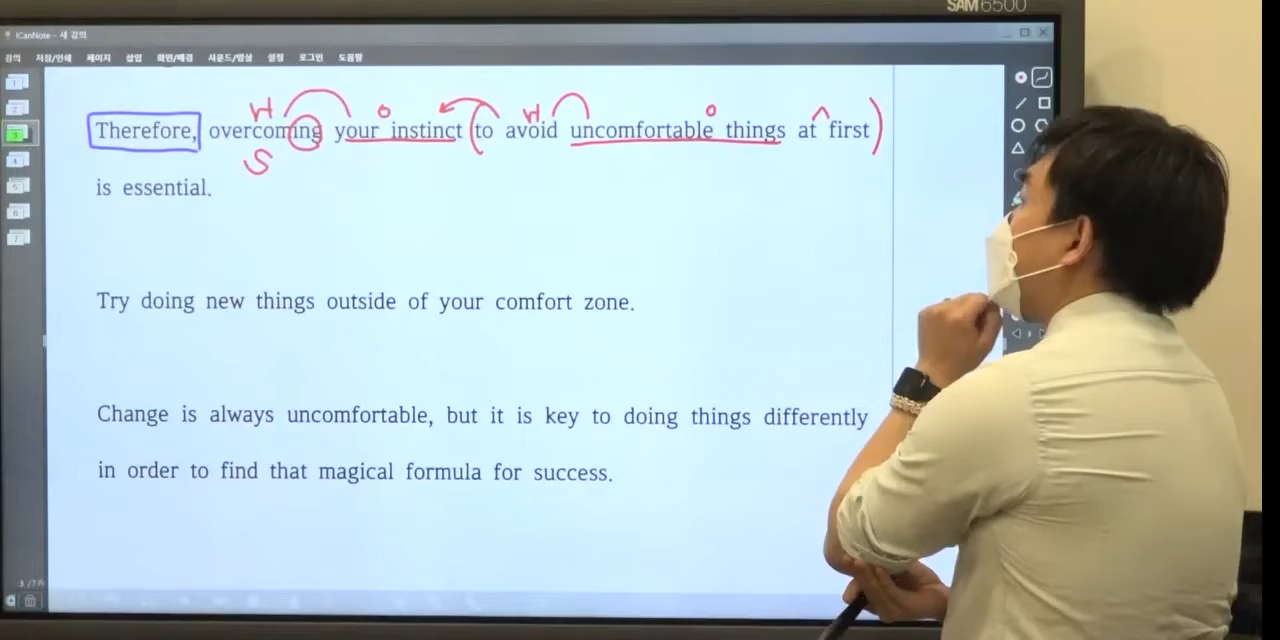 SAM6500
ICanNote - 새 강의
강의 저장/인쇄 페이지 삽입 화면/배경 사운드/영상 설정 로그인 도움말
Therefore, overcoming your instinct (to avoid uncomfortable things at first)
S
is essential.
Try doing new things outside of your comfort zone.
Change is always uncomfortable, but it is key to doing things differently
in order to find that magical formula for success.